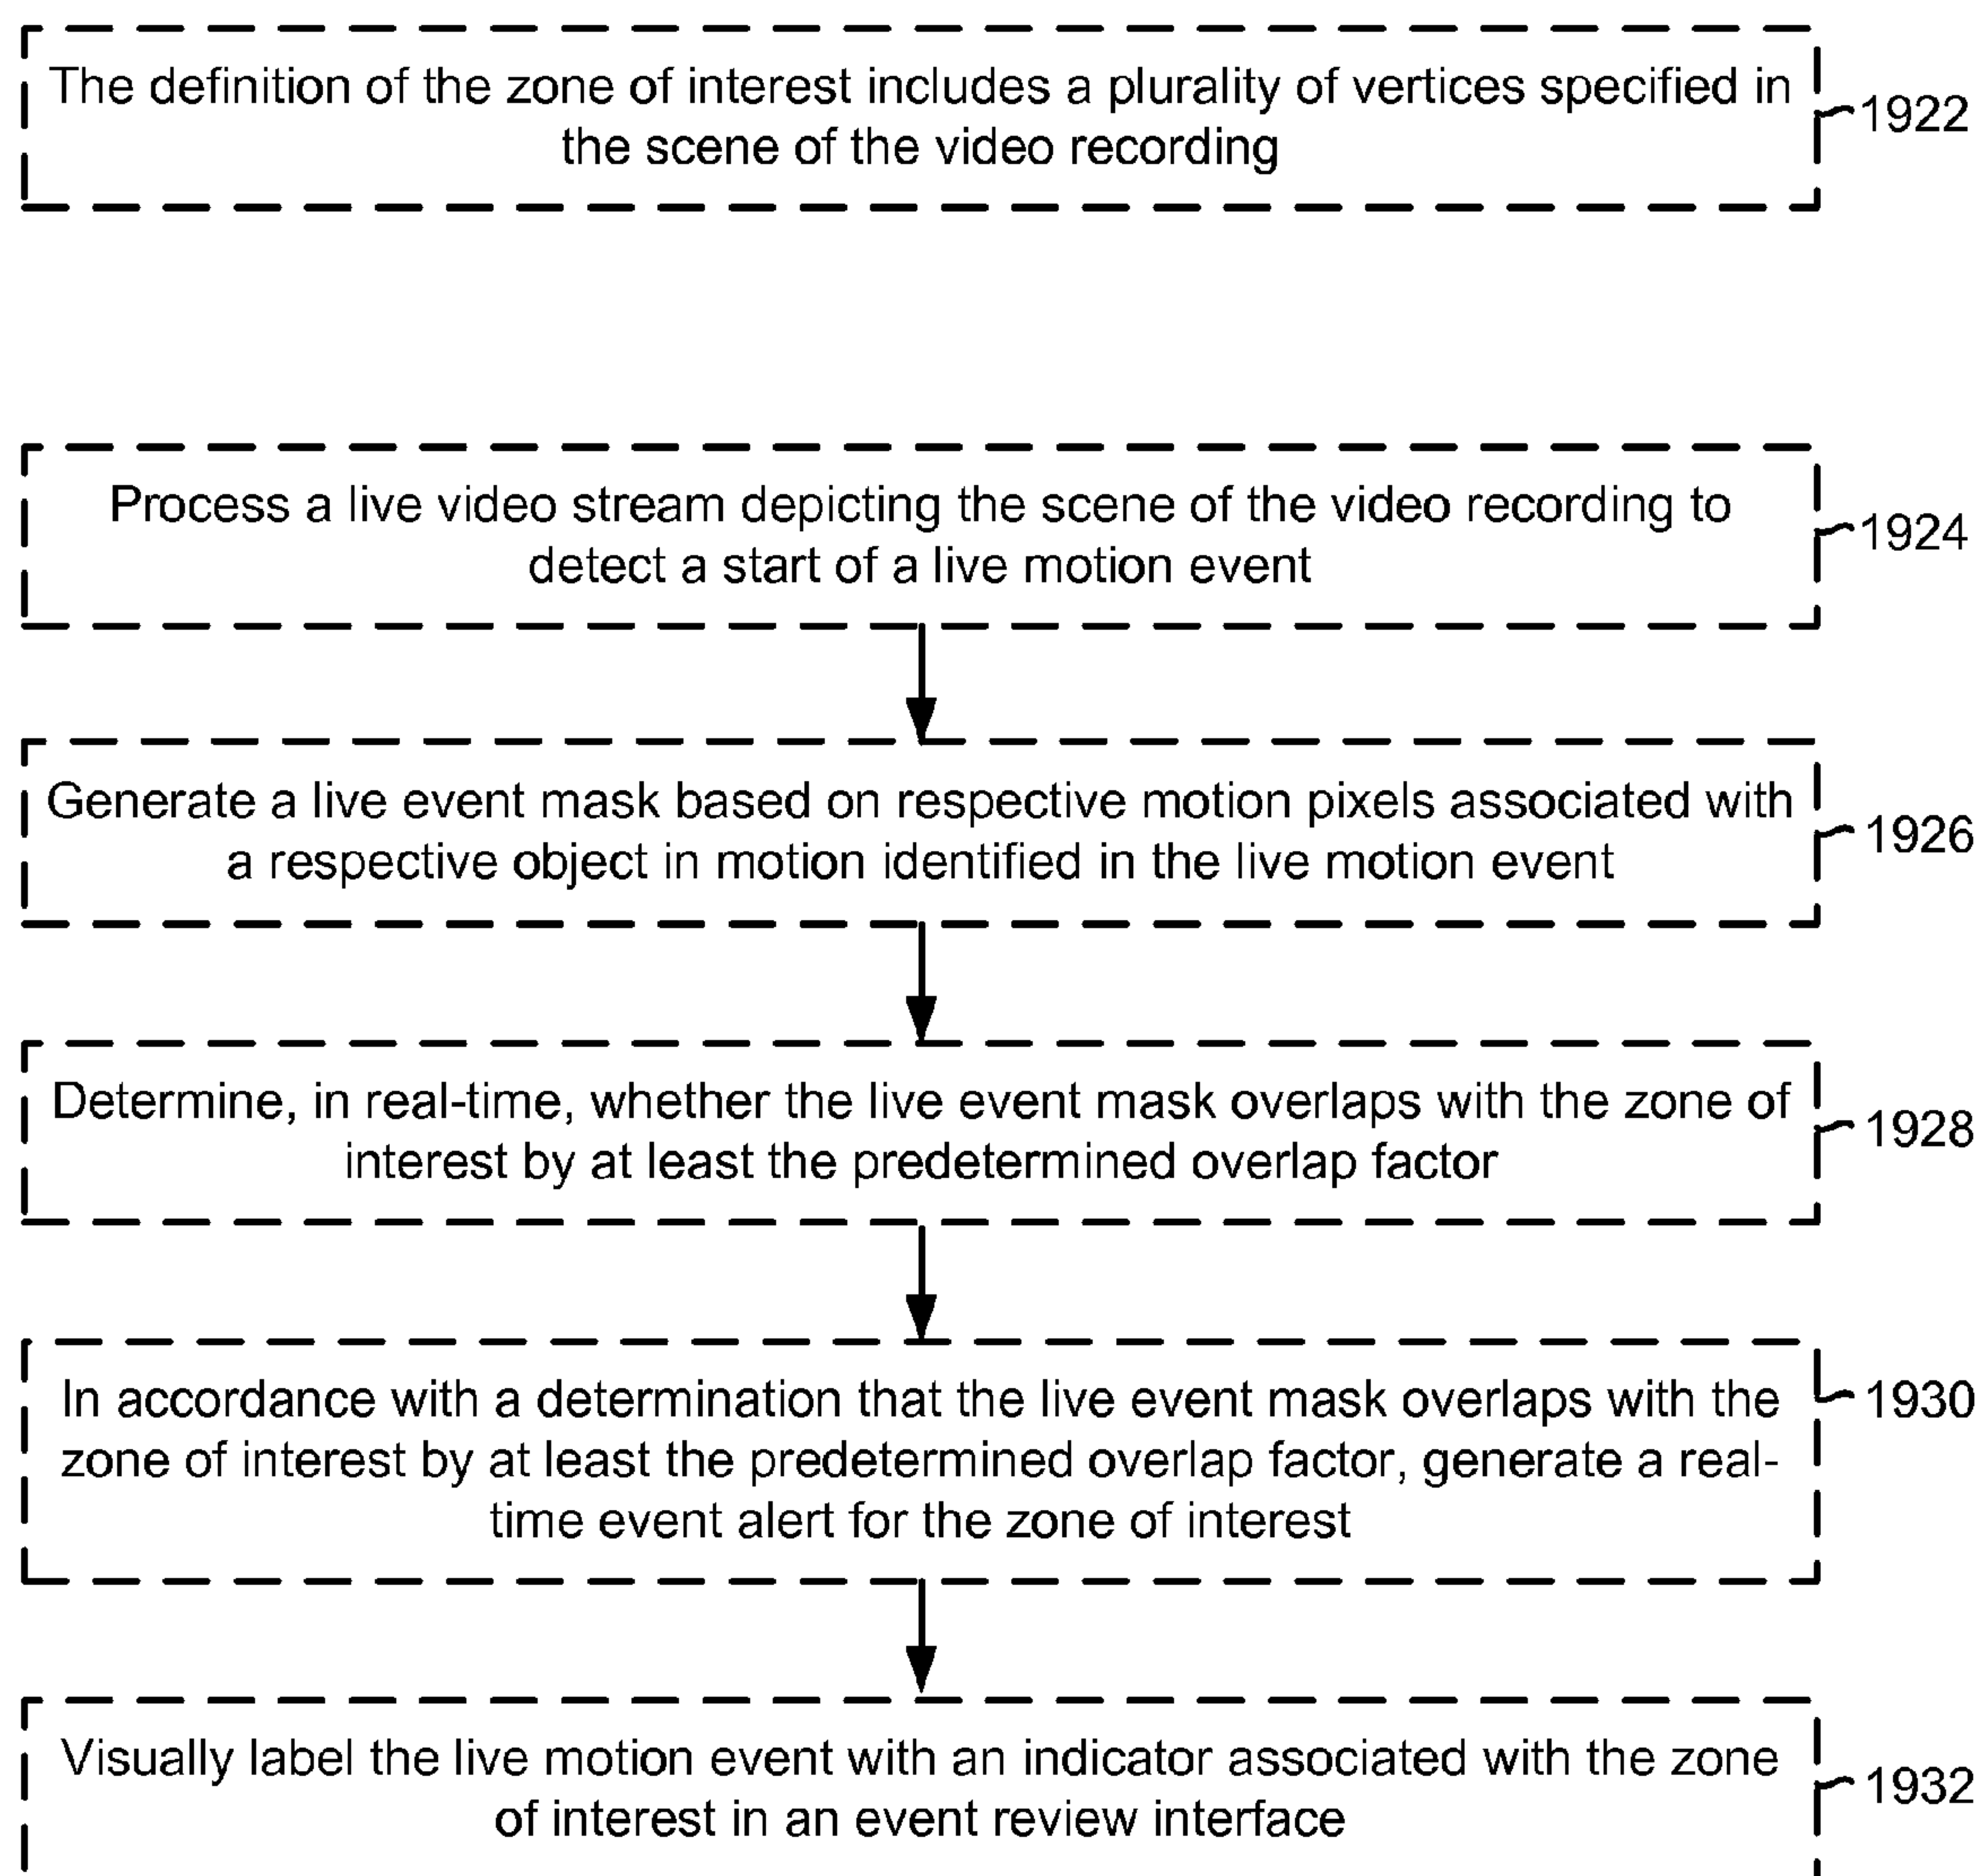 The definition of the zone of interest includes a plurality of vertices specified in
the scene of the video recording
1922
Process a live video stream depicting the scene of the video recording to
detect a start of a live motion event
1924
Generate a live event mask based on respective motion pixels associated with
a respective object in motion identified in the live motion event
1926
Determine, in real-time, whether the live event mask overlaps with the zone of
interest by at least the predetermined overlap factor
1928
In accordance with a determination that the live event mask overlaps with the
zone of interest by at least the predetermined overlap factor, generate a real-
time event alert for the zone of interest
1930
Visually label the live motion event with an indicator associated with the zone
of interest in an event review interface
1932